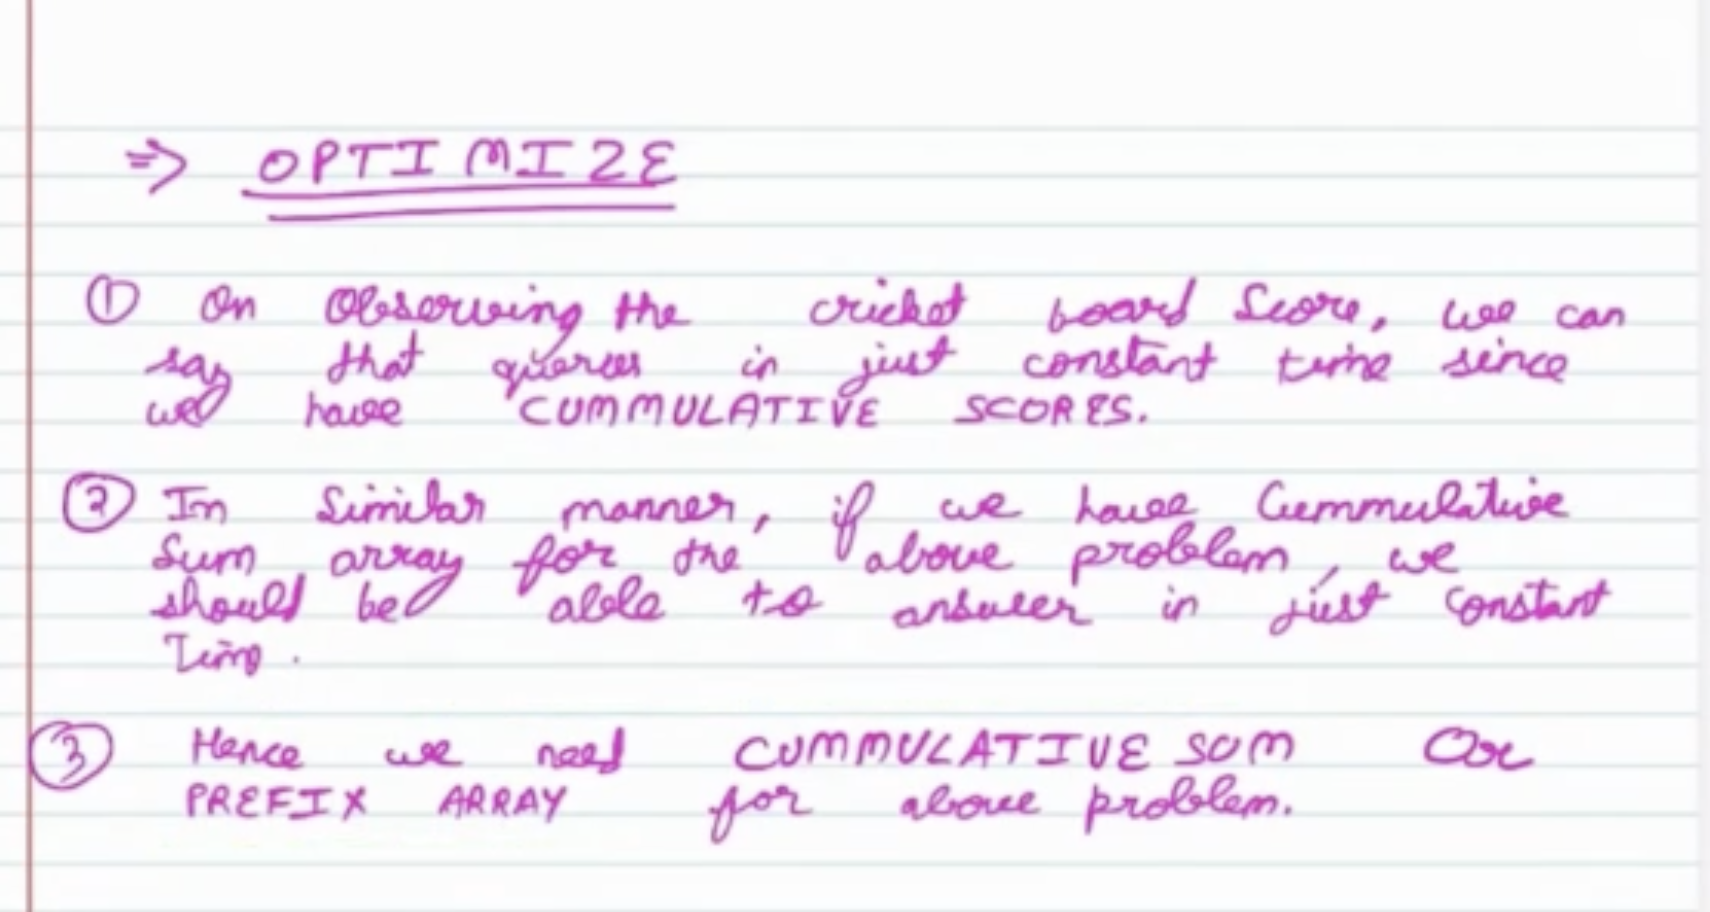 => OPTIMIZE
① On Observing the cricket board Score, we can
say that queries in just constant time since
we have CUMMULATIVE SCORES.
② In Similar manner, if we have Cummulative
Sum array for the above problem, we
should be able to answer in just constant
Time.
③ Hence we need CUMMULATIVE SUM Or
PREFIX ARRAY for above problem.